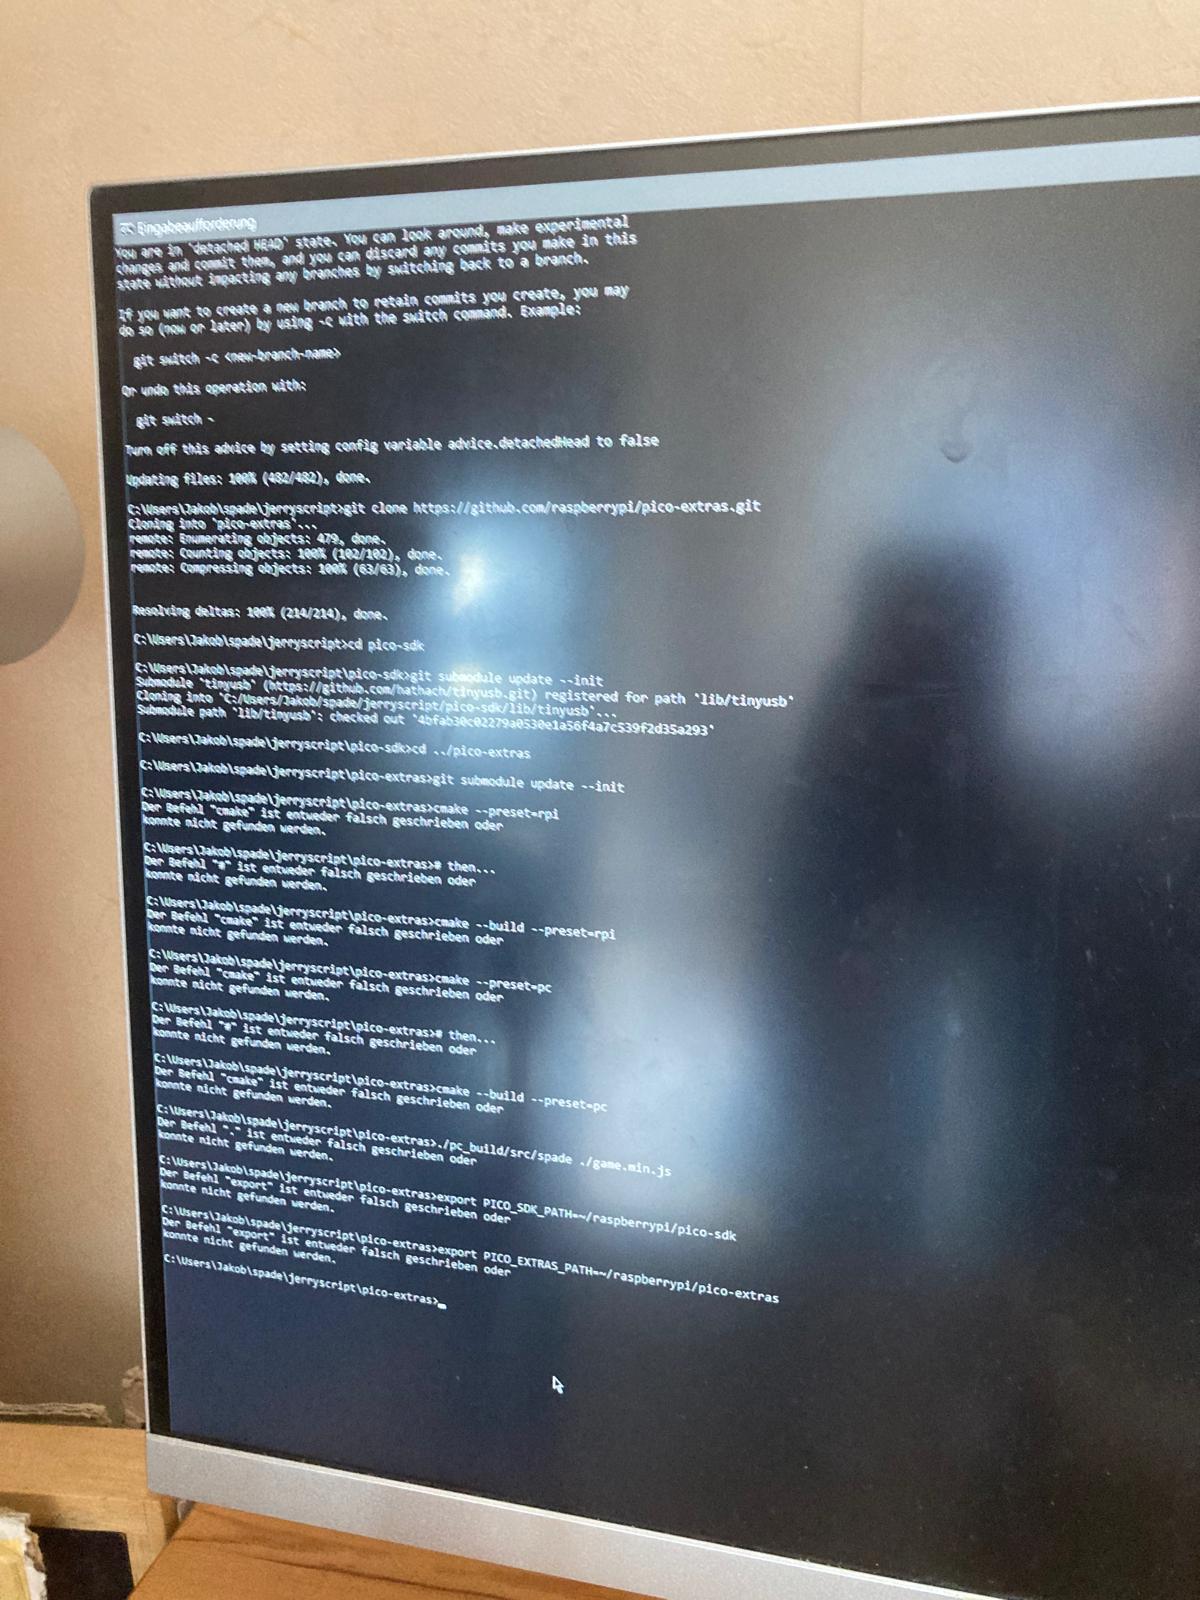 Eingabeaufforderung
You are in 'detached HEAD' state. You can look around, make experimental
changes and commit them, and you can discard any commits you make in this
state without impacting any branches by switching back to a branch.
If you want to create a new branch to retain commits you create, you may
do so (now or later) by using -c with the switch command. Example:
git switch -c <new-branch-name>
Or undo this operation with:
git switch -
Turn off this advice by setting config variable advice.detachedHead to false
Updating files: 100% (482/482), done.
C:\Users\Jakob\spade\jerryscript>git clone https://github.com/raspberrypi/pico-extras.git
Cloning into 'pico-extras'...
remote: Enumerating objects: 479, done.
remote: Counting objects: 100% (102/102), done.
remote: Compressing objects: 100% (63/63), done.
Resolving deltas: 100% (214/214), done.
C:\Users\Jakob\spade\jerryscript>cd pico-sdk
C:\Users\Jakob\spade\jerryscript\pico-sdk>git submodule update --init
Submodule 'tinyusb' (https://github.com/hathach/tinyusb.git) registered for path 'lib/tinyusb'
Cloning into 'C:/Users/Jakob/spade/jerryscript/pico-sdk/lib/tinyusb'...
Submodule path 'lib/tinyusb': checked out '4bfab30c02279a0530e1a56f4a7c539f2d35a293'
C:\Users\Jakob\spade\jerryscript\pico-sdk>cd ../pico-extras
C:\Users\Jakob\spade\jerryscript\pico-extras>git submodule update --init
C:\Users\Jakob\spade\jerryscript\pico-extras>cmake --preset=rpi
Der Befehl "cmake" ist entweder falsch geschrieben oder
konnte nicht gefunden werden.
C:\Users\Jakob\spade\jerryscript\pico-extras># then...
Der Befehl "#" ist entweder falsch geschrieben oder
konnte nicht gefunden werden.
C:\Users\Jakob\spade\jerryscript\pico-extras>cmake --build --preset=rpi
Der Befehl "cmake" ist entweder falsch geschrieben oder
konnte nicht gefunden werden.
C:\Users\Jakob\spade\jerryscript\pico-extras>cmake --preset=pc
Der Befehl "cmake" ist entweder falsch geschrieben oder
konnte nicht gefunden werden.
C:\Users\Jakob\spade\jerryscript\pico-extras># then...
Der Befehl "#" ist entweder falsch geschrieben oder
konnte nicht gefunden werden.
C:\Users\Jakob\spade\jerryscript\pico-extras>cmake --build --preset=pc
Der Befehl "cmake" ist entweder falsch geschrieben oder
konnte nicht gefunden werden.
C:\Users\Jakob\spade\jerryscript\pico-extras>./pc_build/src/spade ./game.min.js
Der Befehl "." ist entweder falsch geschrieben oder
konnte nicht gefunden werden.
C:\Users\Jakob\spade\jerryscript\pico-extras>export PICO_SDK_PATH=~/raspberrypi/pico-sdk
Der Befehl "export" ist entweder falsch geschrieben oder
konnte nicht gefunden werden.
C:\Users\Jakob\spade\jerryscript\pico-extras>export PICO_EXTRAS_PATH=~/raspberrypi/pico-extras
Der Befehl "export" ist entweder falsch geschrieben oder
konnte nicht gefunden werden.
C:\Users\Jakob\spade\jerryscript\pico-extras>